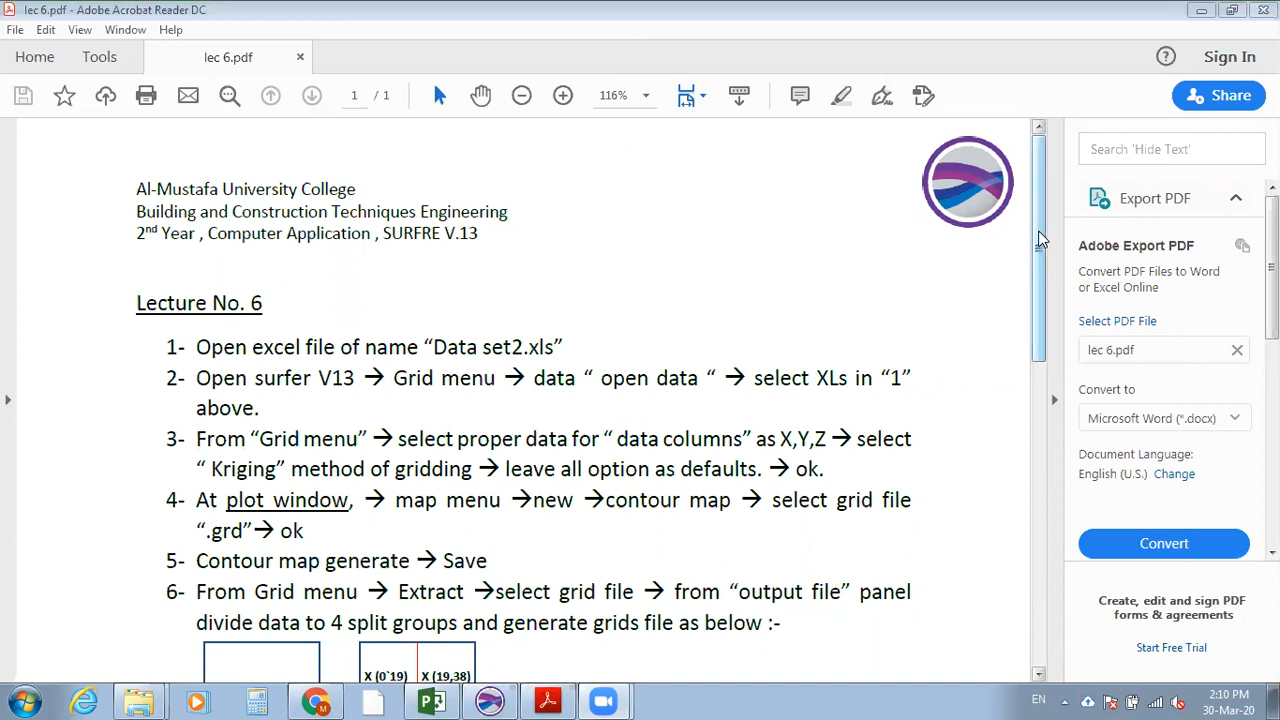 lec 6.pdf - Adobe Acrobat Reader DC
File Edit View Window Help
Home Tools lec 6.pdf × Sign In
1 / 1 116% Share
Al-Mustafa University College
Building and Construction Techniques Engineering
2nd Year , Computer Application , SURFRE V.13
Lecture No. 6
1- Open excel file of name “Data set2.xls”
2- Open surfer V13 → Grid menu → data “ open data “ → select XLs in “1”
above.
3- From “Grid menu” → select proper data for “ data columns” as X,Y,Z → select
“ Kriging” method of gridding → leave all option as defaults. → ok.
4- At plot window, → map menu →new →contour map → select grid file
“.grd”→ ok
5- Contour map generate → Save
6- From Grid menu → Extract →select grid file → from “output file” panel
divide data to 4 split groups and generate grids file as below :-
X (0`19) X (19,38)
Search 'Hide Text'
Export PDF
Adobe Export PDF
Convert PDF Files to Word
or Excel Online
Select PDF File
lec 6.pdf
Convert to
Microsoft Word (*.docx)
Document Language:
English (U.S.) Change
Convert
Create, edit and sign PDF
forms & agreements
Start Free Trial
EN
2:10 PM
30-Mar-20